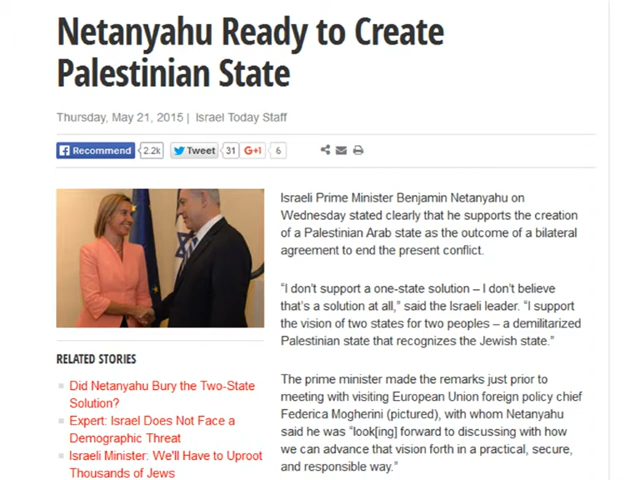 Netanyahu Ready to Create
Palestinian State
Thursday, May 21, 2015 | Israel Today Staff
Recommend 2.2k Tweet 31 G+1 6
Israeli Prime Minister Benjamin Netanyahu on
Wednesday stated clearly that he supports the creation
of a Palestinian Arab state as the outcome of a bilateral
agreement to end the present conflict.
“I don't support a one-state solution – I don't believe
that's a solution at all,” said the Israeli leader. “I support
the vision of two states for two peoples – a demilitarized
Palestinian state that recognizes the Jewish state.”
The prime minister made the remarks just prior to
meeting with visiting European Union foreign policy chief
Federica Mogherini (pictured), with whom Netanyahu
said he was “look[ing] forward to discussing with how
we can advance that vision forth in a practical, secure,
and responsible way.”
RELATED STORIES
Did Netanyahu Bury the Two-State
Solution?
Expert: Israel Does Not Face a
Demographic Threat
Israeli Minister: We'll Have to Uproot
Thousands of Jews